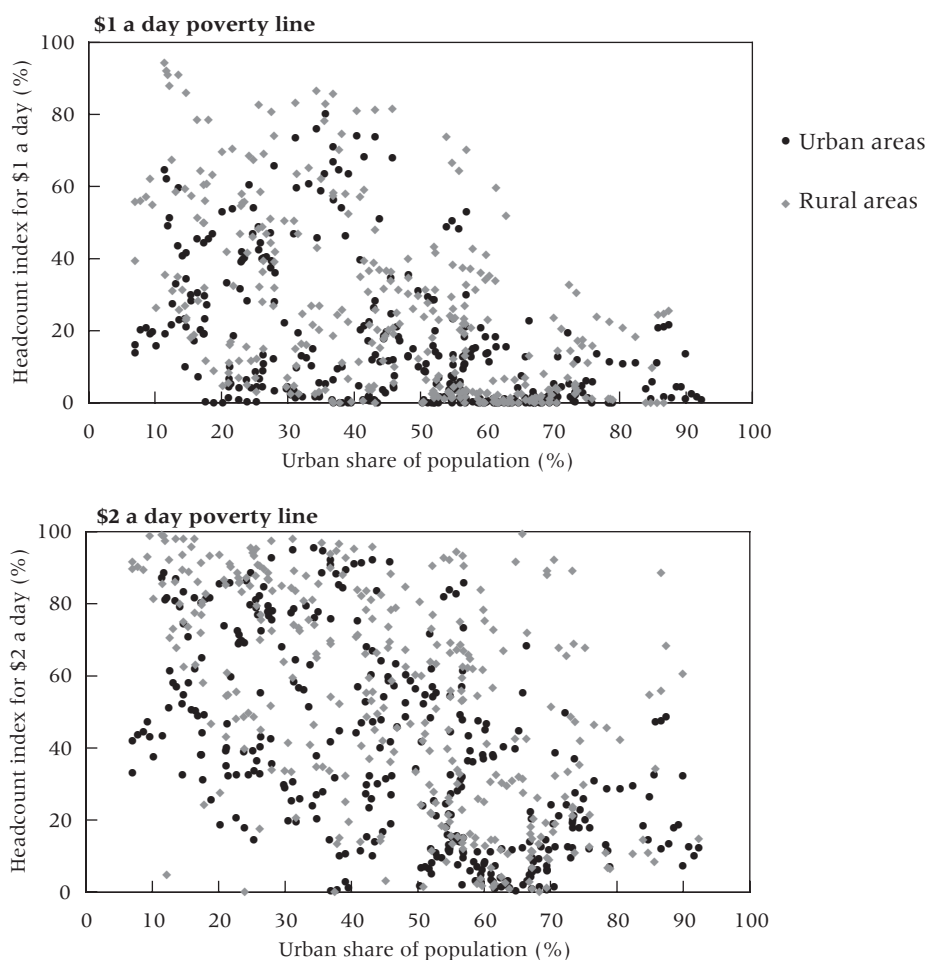 $1 a day poverty line
Headcount index for $1 a day (%)
100
80
60
40
20
0
0 10 20 30 40 50 60 70 80 90 100
Urban share of population (%)
Urban areas
Rural areas
$2 a day poverty line
Headcount index for $2 a day (%)
100
80
60
40
20
0
0 10 20 30 40 50 60 70 80 90 100
Urban share of population (%)